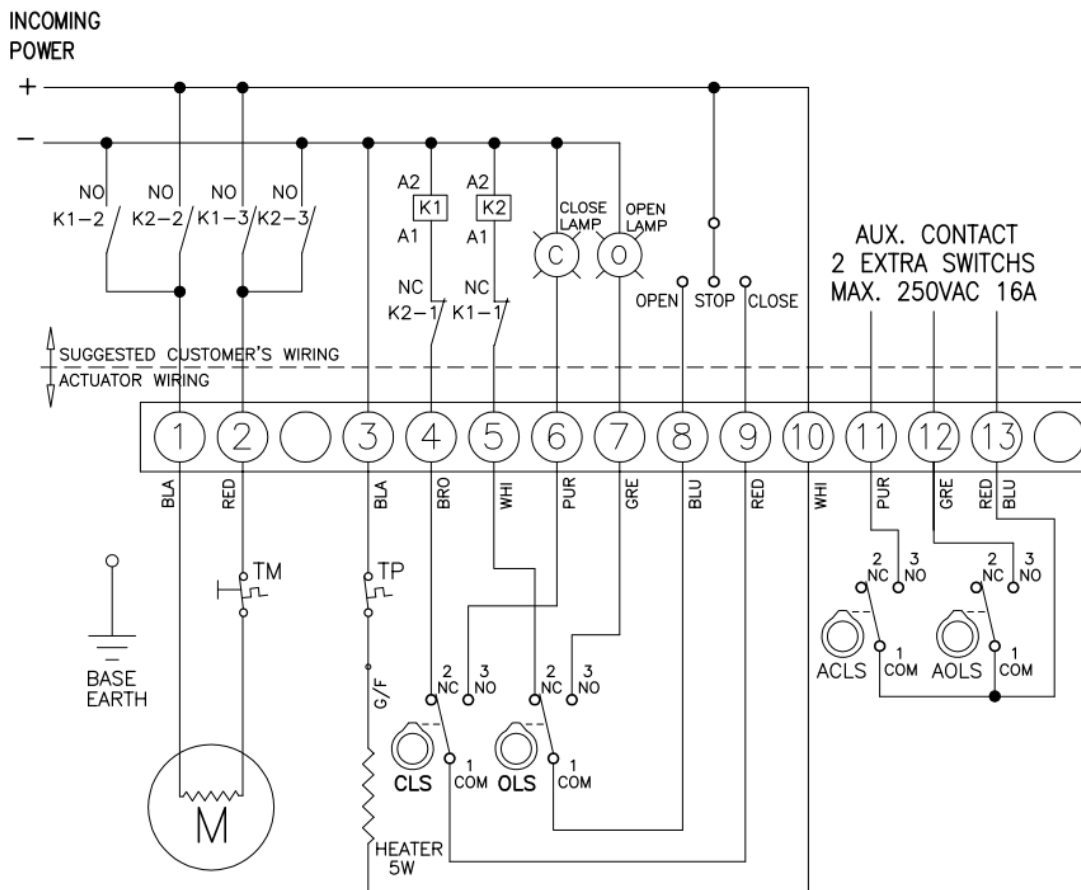 INCOMING
POWER
+
−
NO NO NO NO
K1-2 K2-2 K1-3 K2-3
A2 A2
K1 K2
A1 A1
NC NC
K2-1 K1-1
CLOSE
LAMP
OPEN
LAMP
C O
OPEN STOP CLOSE
AUX. CONTACT
2 EXTRA SWITCHS
MAX. 250VAC 16A
SUGGESTED CUSTOMER'S WIRING
ACTUATOR WIRING
1 2 3 4 5 6 7 8 9 10 11 12 13
BLA RED BLA BRO WHI PUR GRE BLU RED WHI PUR GRE RED BLU
TM TP
BASE
EARTH
G/F
M
HEATER
5W
2 3
NC NO
1
COM
CLS
2 3
NC NO
1
COM
OLS
2 3
NC NO
1
COM
ACLS
2 3
NC NO
1
COM
AOLS